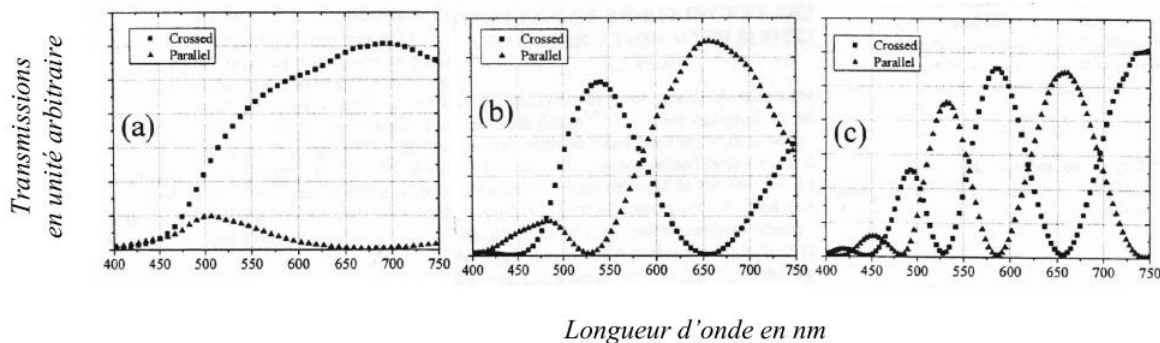 Transmissions
en unité arbitraire
Crossed
Parallel
(a)
400 450 500 550 600 650 700 750
Crossed
Parallel
(b)
400 450 500 550 600 650 700 750
Crossed
Parallel
(c)
400 450 500 550 600 650 700 750
Longueur d'onde en nm